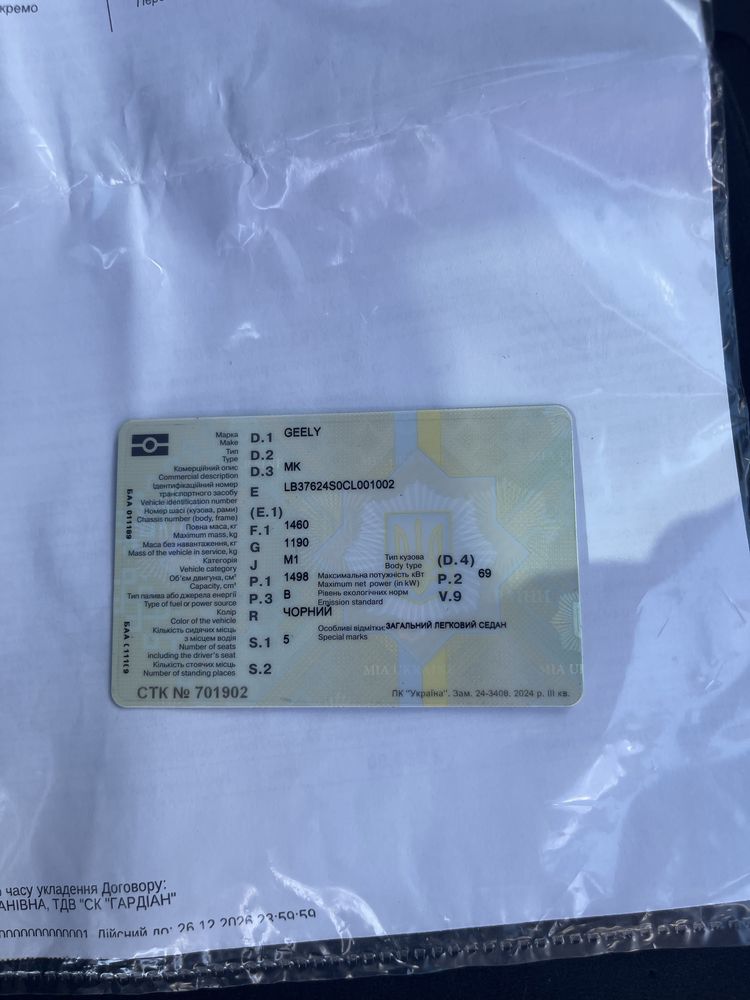 кремо
Марка
Make
D.1
GEELY
Тип
Type
D.2
Комерційний опис
Commercial description
D.3
MK
Ідентифікаційний номер
транспортного засобу
Vehicle identification number
E
LB37624S0CL001002
Номер шасі (кузова, рами)
Chassis number (body, frame)
(E.1)
Повна маса, кг
Maximum mass, kg
F.1
1460
Маса без навантаження, кг
Mass of the vehicle in service, kg
G
1190
Категорія
Vehicle category
J
M1
Тип кузова
Body type
(D.4)
Об'єм двигуна, см³
Capacity, cm³
P.1
1498
Максимальна потужність кВт
Maximum net power (in kW)
P.2
69
Тип палива або джерела енергії
Type of fuel or power source
P.3
B
Рівень екологічних норм
Emission standard
V.9
Колір
Color of the vehicle
R
ЧОРНИЙ
Особливі відмітки:
Special marks
ЗАГАЛЬНИЙ ЛЕГКОВИЙ СЕДАН
Кількість сидячих місць
з місцем водія
Number of seats
including the driver's seat
S.1
5
Кількість стоячих місць
Number of standing places
S.2
СТК № 701902
ПК "Україна". Зам. 24-3408. 2024 р. III кв.
БАА 011189
MIA UKRAINE
часу укладення Договору:
АНІВНА, ТДВ "СК "ГАРДІАН"
Дійсний до: 26.12.2026 23:59:59